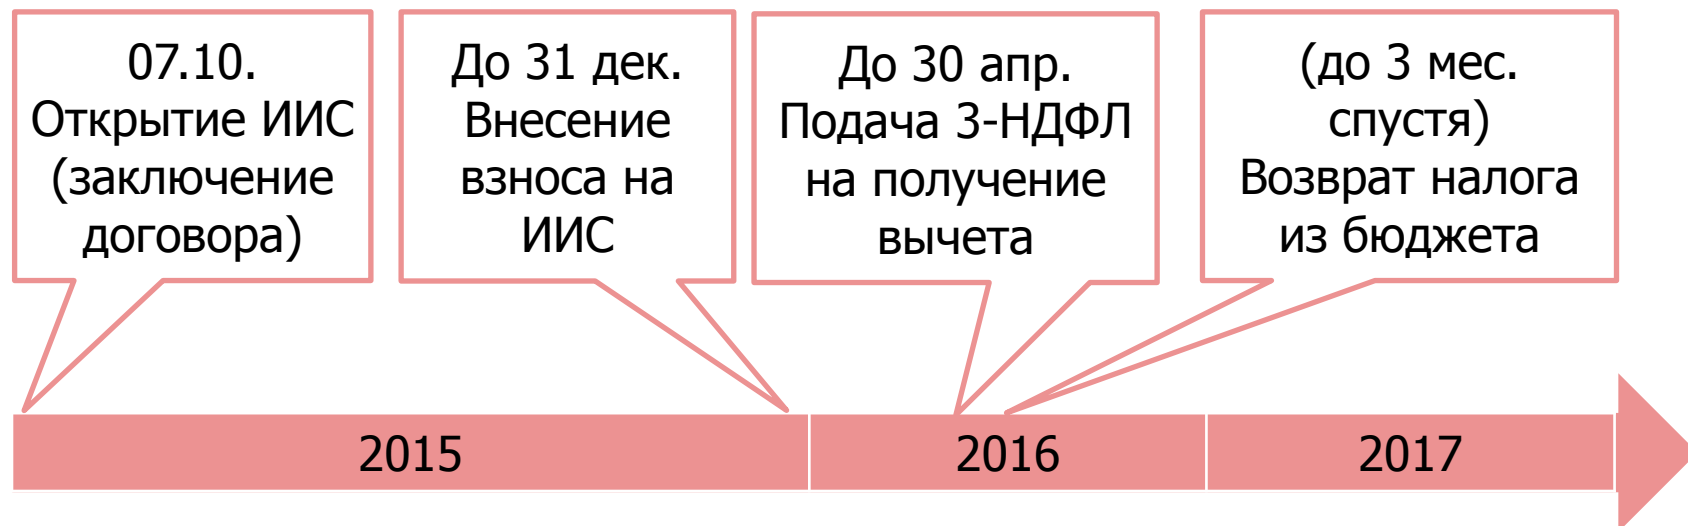 07.10.
Открытие ИИС
(заключение
договора)
До 31 дек.
Внесение
взноса на
ИИС
До 30 апр.
Подача 3-НДФЛ
на получение
вычета
(до 3 мес.
спустя)
Возврат налога
из бюджета
2015
2016
2017